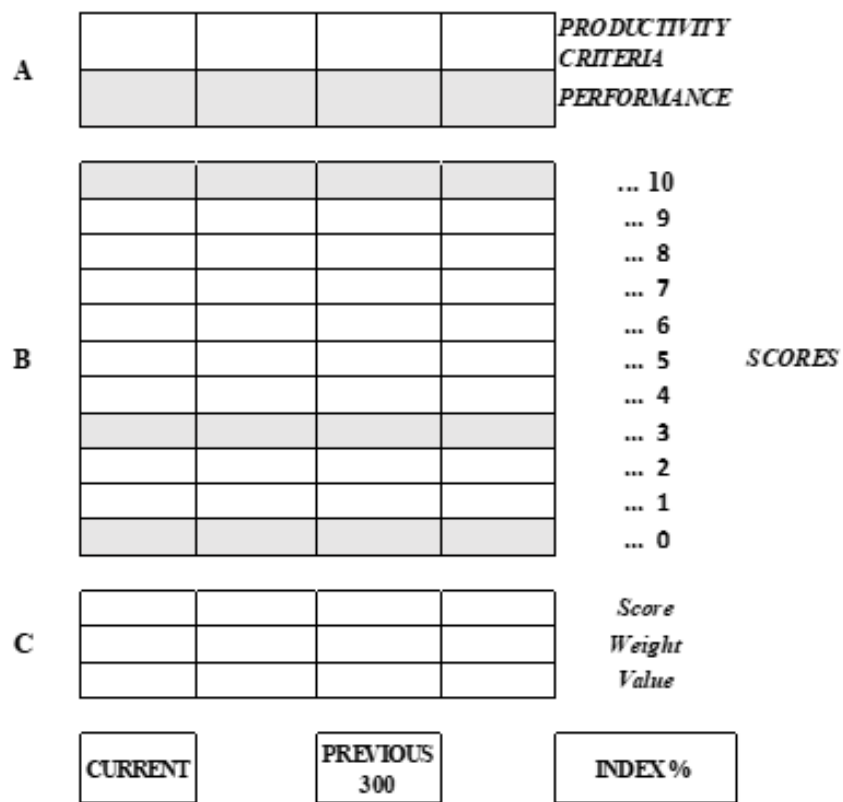 PRODUCTIVITY
CRITERIA
A
PERFORMANCE
... 10
... 9
... 8
... 7
... 6
B
... 5
SCORES
... 4
... 3
... 2
... 1
... 0
Score
C
Weight
Value
CURRENT
PREVIOUS
300
INDEX %